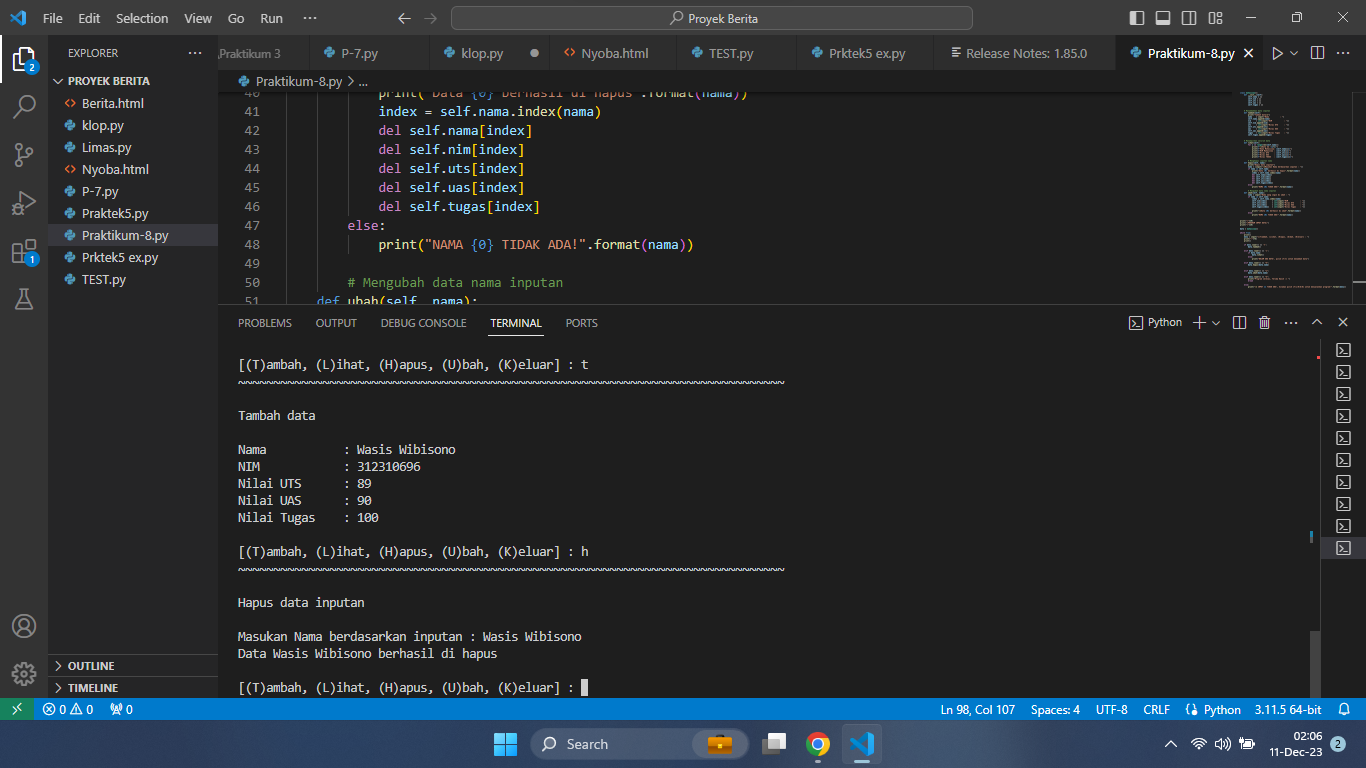 File Edit Selection View Go Run ···
Proyek Berita
EXPLORER ···
PROYEK BERITA
Berita.html
klop.py
Limas.py
Nyoba.html
P-7.py
Praktek5.py
Praktikum-8.py
Prktek5 ex.py
TEST.py
OUTLINE
TIMELINE
2
1
Praktikum 3 P-7.py klop.py Nyoba.html TEST.py Prktek5 ex.py Release Notes: 1.85.0 Praktikum-8.py
Praktikum-8.py > ...
40 print("Data {0} berhasil di hapus".format(nama))
41 index = self.nama.index(nama)
42 del self.nama[index]
43 del self.nim[index]
44 del self.uts[index]
45 del self.uas[index]
46 del self.tugas[index]
47 else:
48 print("NAMA {0} TIDAK ADA!".format(nama))
49
50 # Mengubah data nama inputan
51 def ubah(self, nama):
PROBLEMS OUTPUT DEBUG CONSOLE TERMINAL PORTS
Python
[(T)ambah, (L)ihat, (H)apus, (U)bah, (K)eluar] : t
~~~~~~~~~~~~~~~~~~~~~~~~~~~~~~~~~~~~~~~~~~~~~~~~~~~~~~~~~~~~~~~~~~~~~~~~~~~~~~
Tambah data
Nama : Wasis Wibisono
NIM : 312310696
Nilai UTS : 89
Nilai UAS : 90
Nilai Tugas : 100
[(T)ambah, (L)ihat, (H)apus, (U)bah, (K)eluar] : h
~~~~~~~~~~~~~~~~~~~~~~~~~~~~~~~~~~~~~~~~~~~~~~~~~~~~~~~~~~~~~~~~~~~~~~~~~~~~~~
Hapus data inputan
Masukan Nama berdasarkan inputan : Wasis Wibisono
Data Wasis Wibisono berhasil di hapus
[(T)ambah, (L)ihat, (H)apus, (U)bah, (K)eluar] :
0 0 0 Ln 98, Col 107 Spaces: 4 UTF-8 CRLF Python 3.11.5 64-bit
Search
02:06
11-Dec-23
2